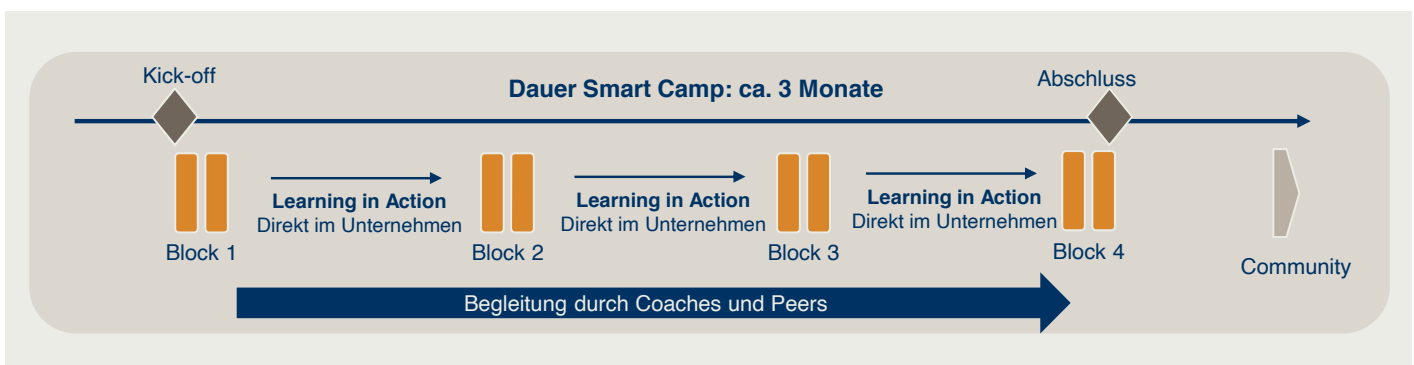 Kick-off
Dauer Smart Camp: ca. 3 Monate
Abschluss
Learning in Action
Direkt im Unternehmen
Learning in Action
Direkt im Unternehmen
Learning in Action
Direkt im Unternehmen
Block 1
Block 2
Block 3
Block 4
Community
Begleitung durch Coaches und Peers